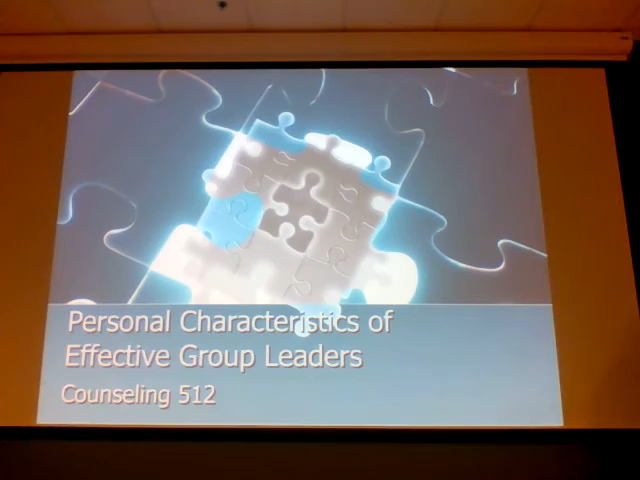 Personal Characteristics of
Effective Group Leaders
Counseling 512